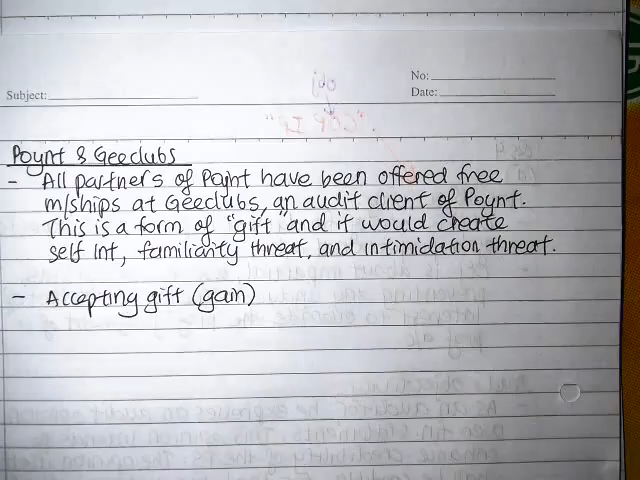 Subject:
No:
Date:
Poynt & Geeclubs
- All partners of Poynt have been offered free
m/ships at Geeclubs, an audit client of Poynt.
This is a form of "gift" and it would create
self int, familiarity threat, and intimidation threat.
- Accepting gift (gain)